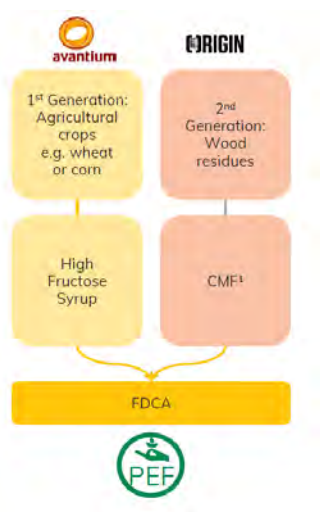 avantium
ORIGIN
1st Generation:
Agricultural
crops
e.g. wheat
or corn
2nd
Generation:
Wood
residues
High
Fructose
Syrup
CMF¹
FDCA
PEF